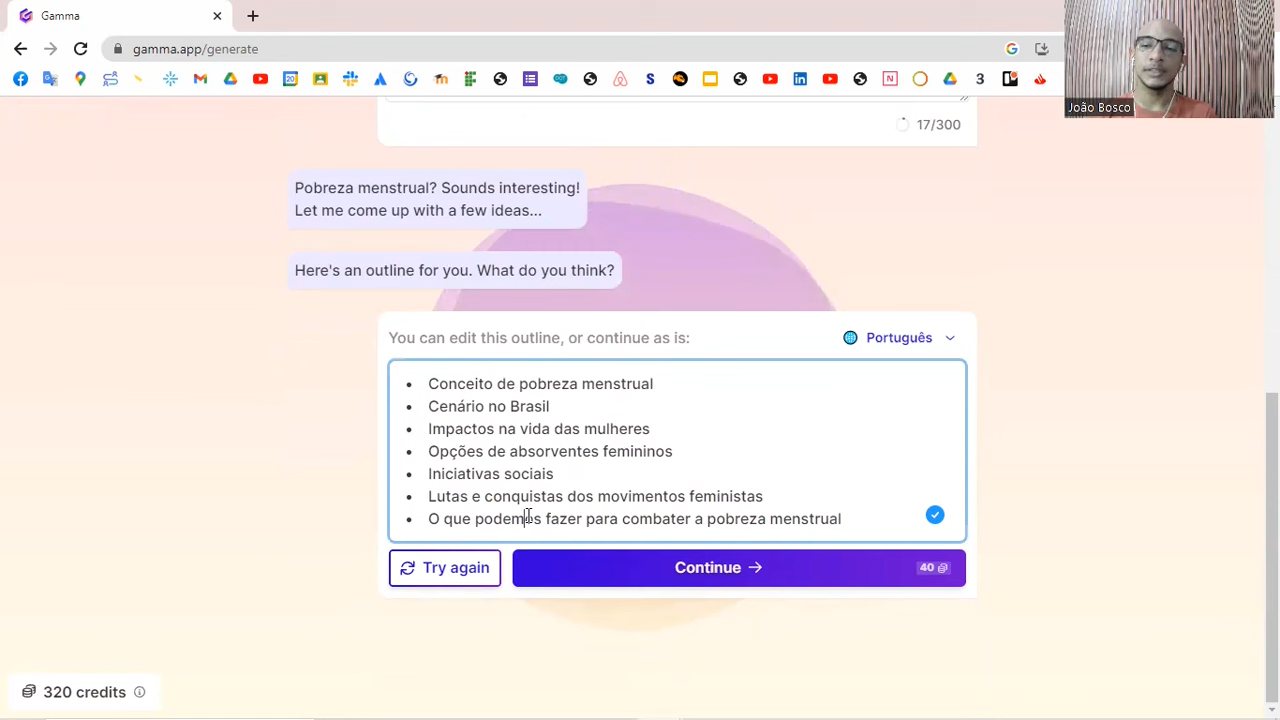 Gamma
gamma.app/generate
João Bosco
17/300
Pobreza menstrual? Sounds interesting!
Let me come up with a few ideas...
Here's an outline for you. What do you think?
You can edit this outline, or continue as is:
Português
• Conceito de pobreza menstrual
• Cenário no Brasil
• Impactos na vida das mulheres
• Opções de absorventes femininos
• Iniciativas sociais
• Lutas e conquistas dos movimentos feministas
• O que podemos fazer para combater a pobreza menstrual
Try again
Continue →
40
320 credits